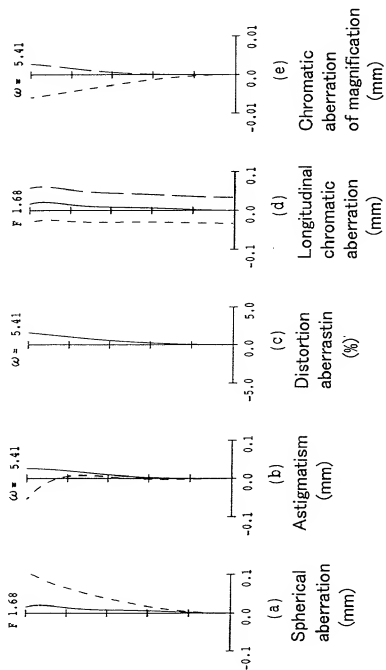 F 1.68
-0.1 0.0 0.1
(a)
Spherical
aberration
(mm)
ω= 5.41
-0.1 0.0 0.1
(b)
Astigmatism
(mm)
ω= 5.41
-5.0 0.0 5.0
(c)
Distortion
aberrastin
(%)
F 1.68
-0.1 0.0 0.1
(d)
Longitudinal
chromatic
aberration
(mm)
ω= 5.41
-0.01 0.0 0.01
(e)
Chromatic
aberration
of magnification
(mm)